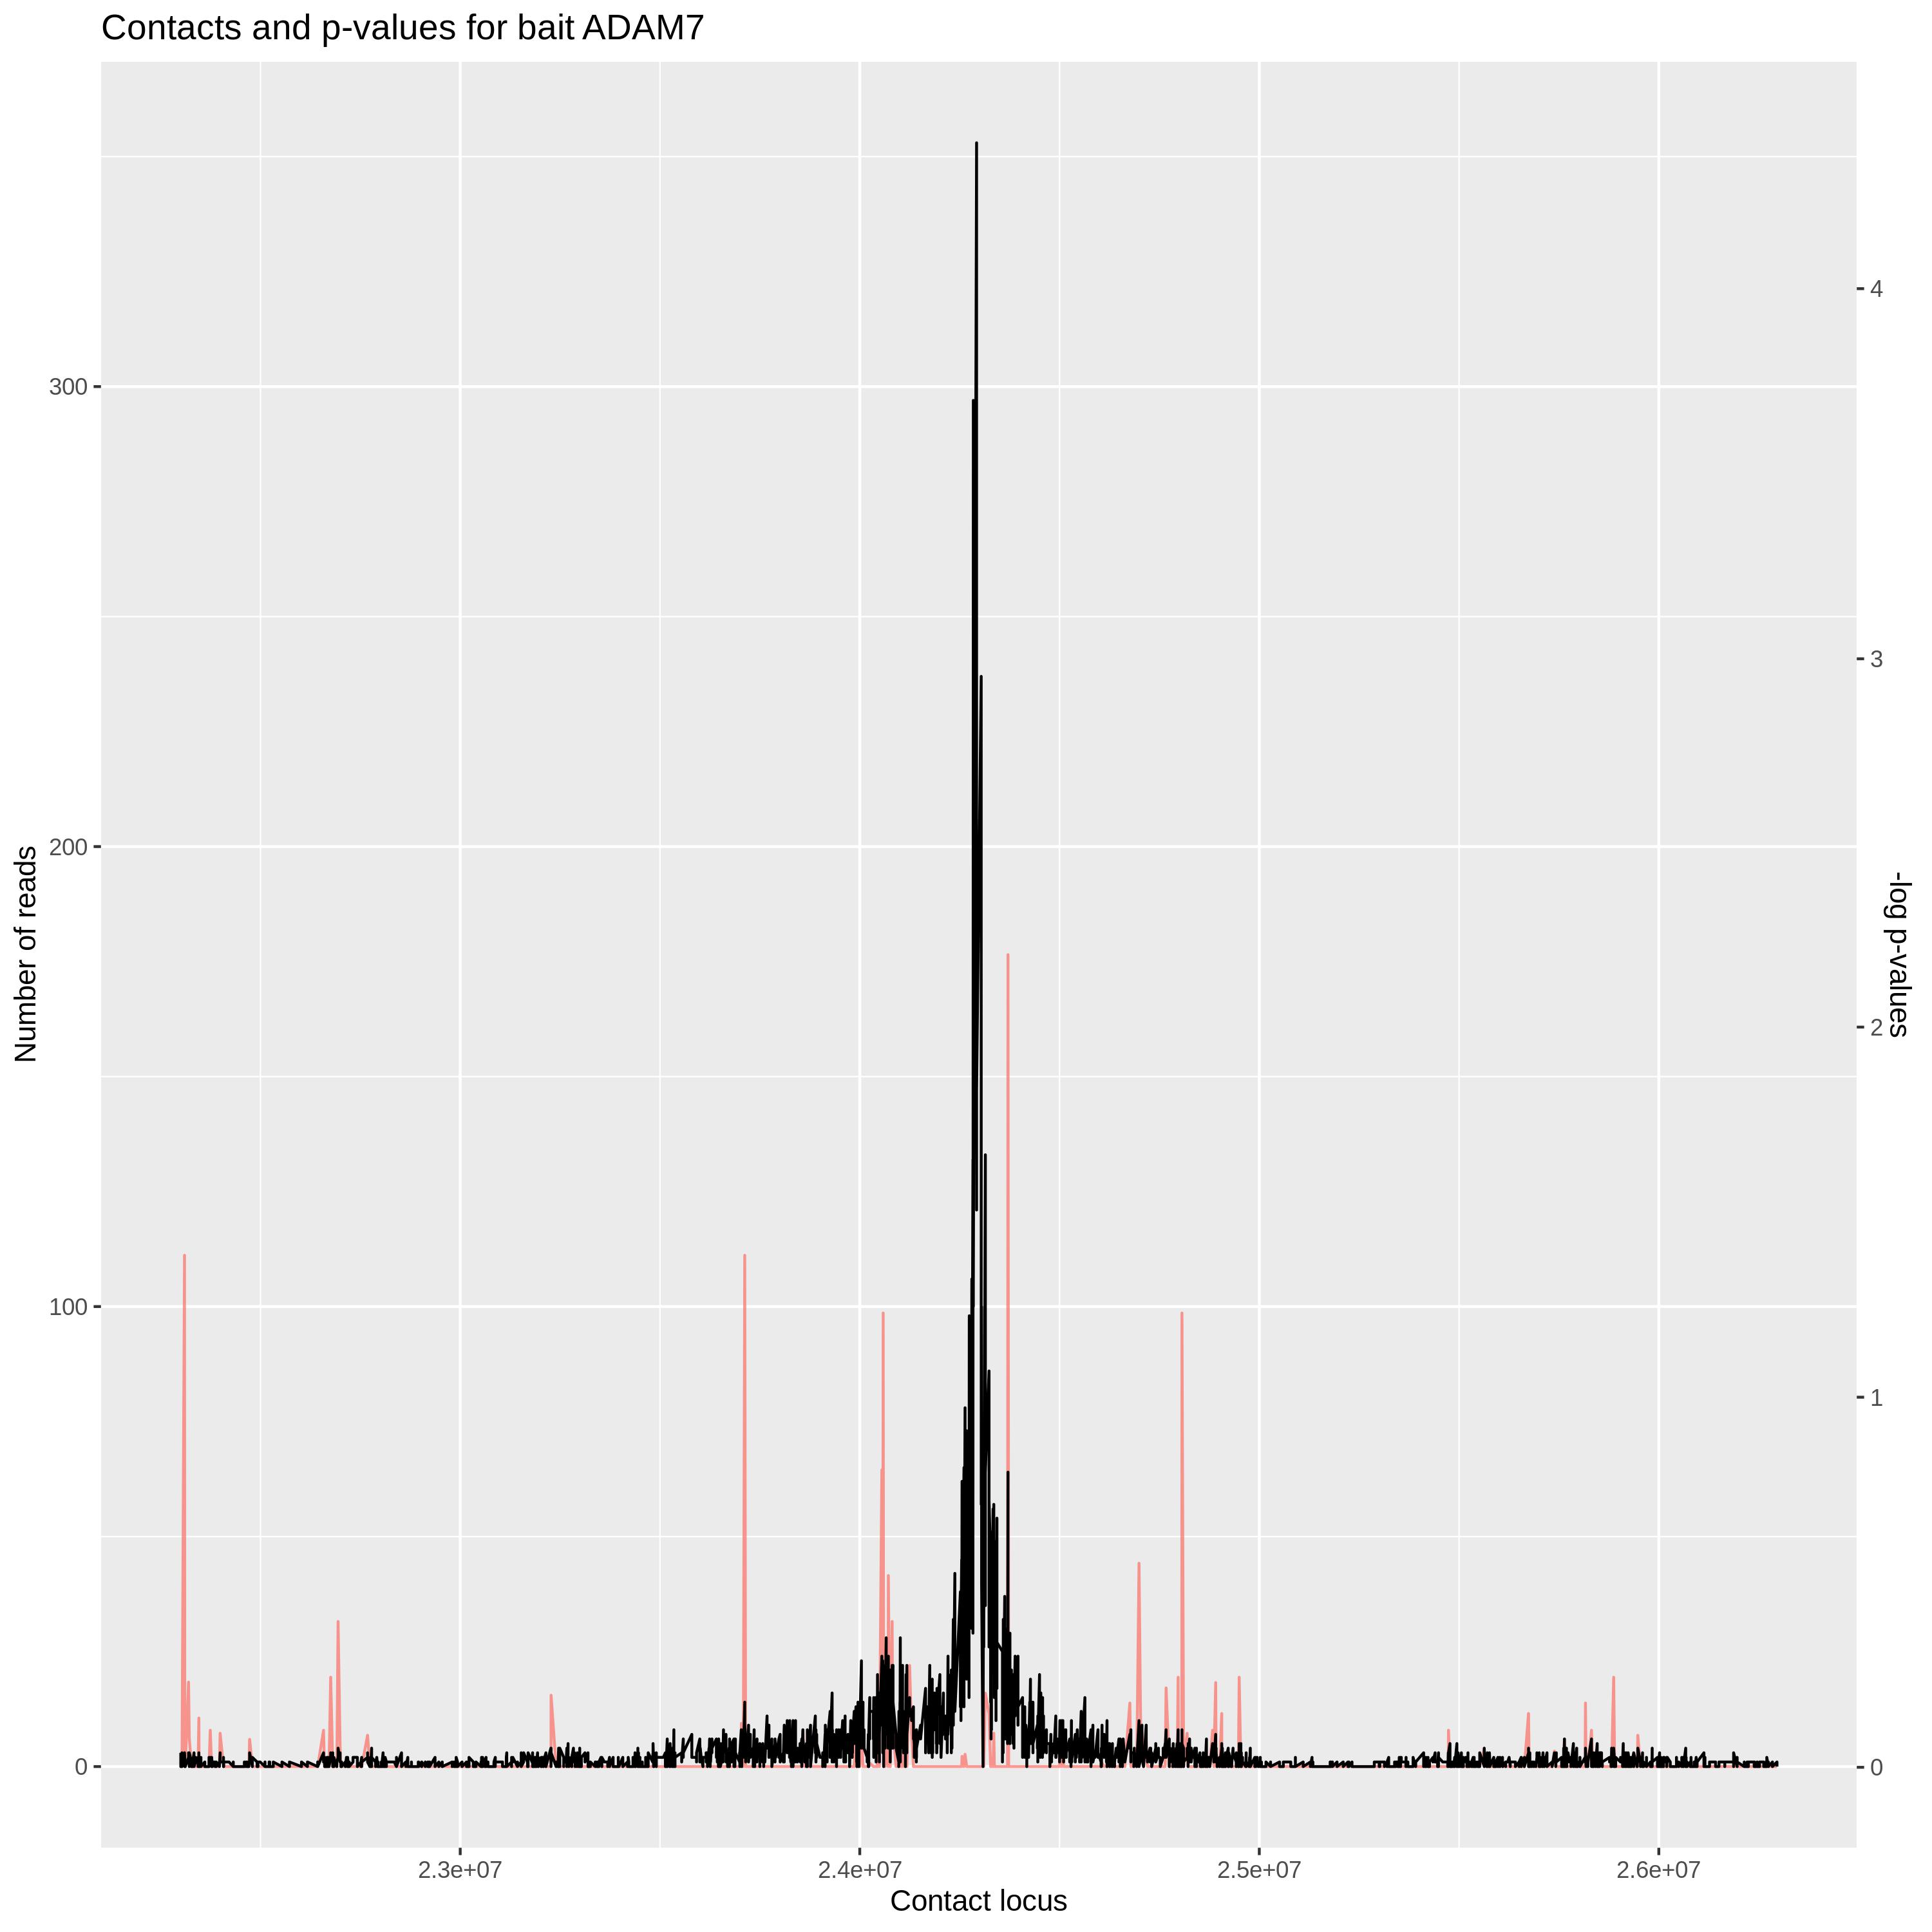 Contacts and p-values for bait ADAM7
Number of reads
300
200
100
0
4
3
2
1
0
-log p-values
2.3e+07
2.4e+07
2.5e+07
2.6e+07
Contact locus